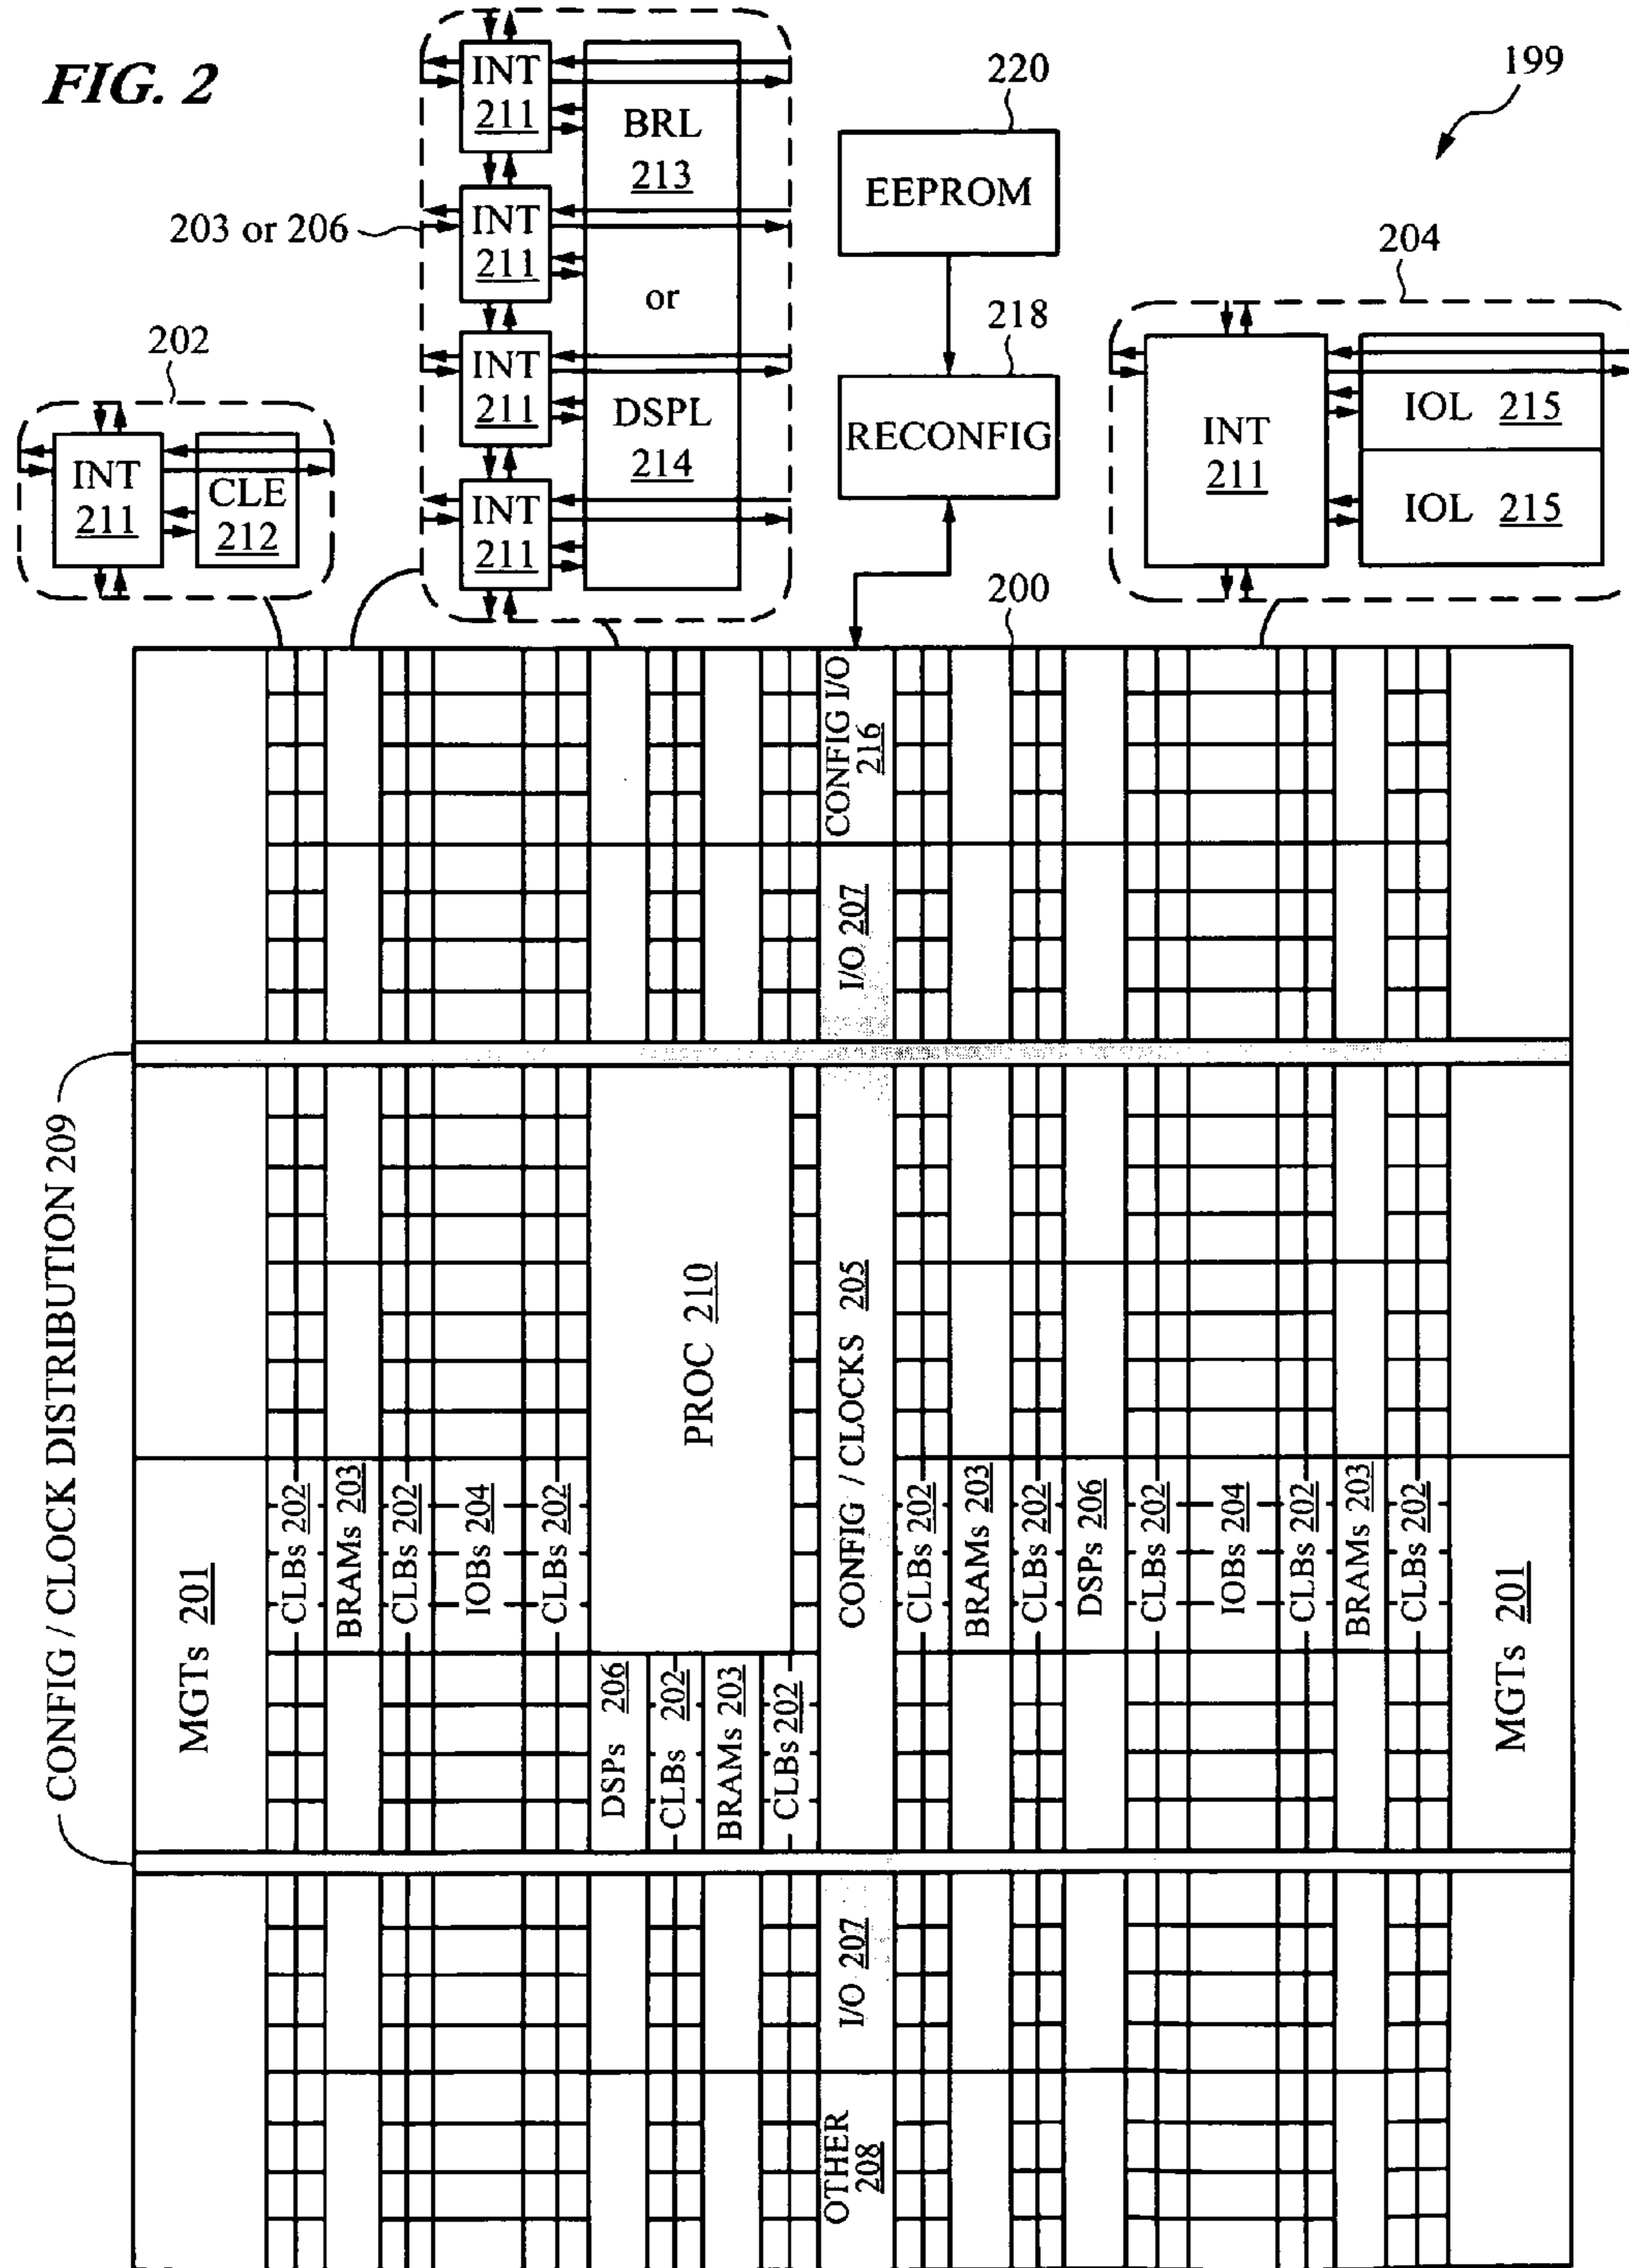 FIG. 2
199
220
EEPROM
218
RECONFIG
203 or 206
INT
211
INT
211
INT
211
INT
211
BRL
213
or
DSPL
214
202
INT
211
CLE
212
204
INT
211
IOL 215
IOL 215
200
CONFIG I/O
216
I/O 207
CONFIG / CLOCK DISTRIBUTION 209
PROC 210
CONFIG / CLOCKS 205
MGTs 201
CLBs 202
BRAMs 203
CLBs 202
IOBs 204
CLBs 202
DSPs 206
CLBs 202
BRAMs 203
CLBs 202
CLBs 202
BRAMs 203
CLBs 202
DSPs 206
CLBs 202
IOBs 204
CLBs 202
BRAMs 203
CLBs 202
MGTs 201
I/O 207
OTHER
208